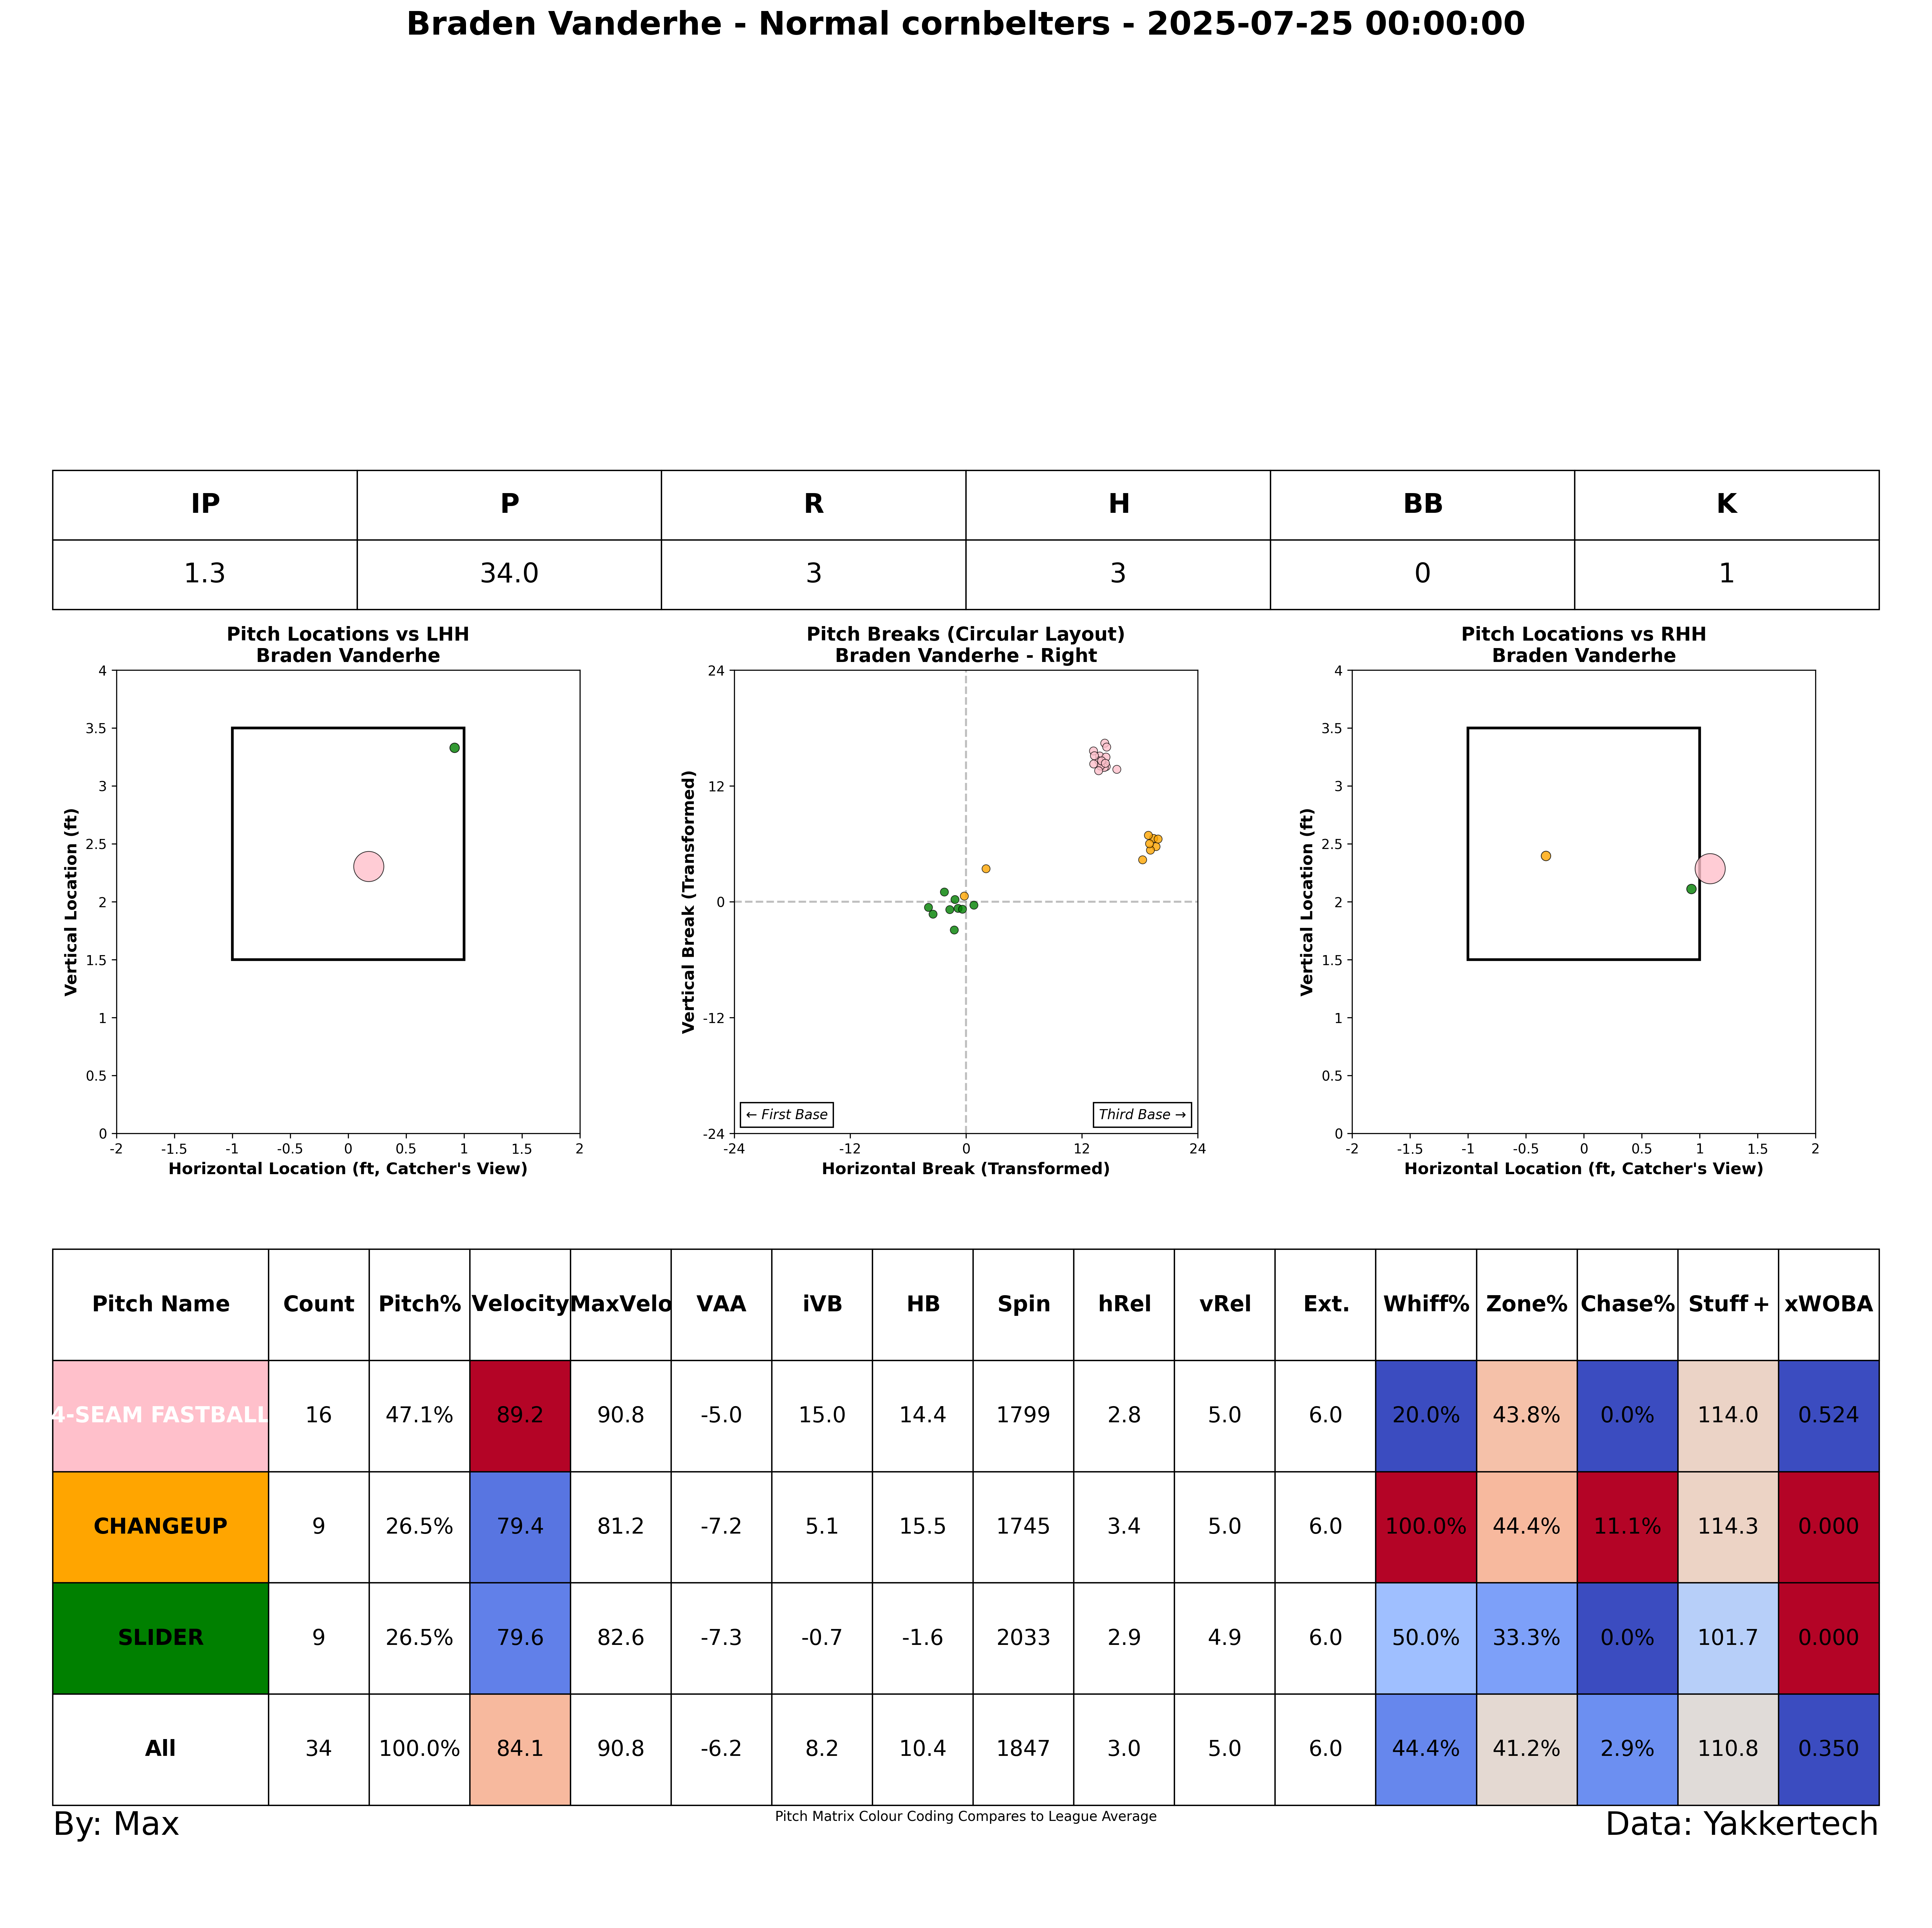 Braden Vanderhe - Normal cornbelters - 2025-07-25 00:00:00
IP P R H BB K
1.3 34.0 3 3 0 1
Pitch Locations vs LHH
Braden Vanderhe
4
3.5
3
2.5
2
1.5
1
0.5
0
Vertical Location (ft)
-2 -1.5 -1 -0.5 0 0.5 1 1.5 2
Horizontal Location (ft, Catcher's View)
Pitch Breaks (Circular Layout)
Braden Vanderhe - Right
24
12
0
-12
-24
Vertical Break (Transformed)
← First Base
Third Base →
-24 -12 0 12 24
Horizontal Break (Transformed)
Pitch Locations vs RHH
Braden Vanderhe
4
3.5
3
2.5
2
1.5
1
0.5
0
Vertical Location (ft)
-2 -1.5 -1 -0.5 0 0.5 1 1.5 2
Horizontal Location (ft, Catcher's View)
Pitch Name Count Pitch% Velocity MaxVelo VAA iVB HB Spin hRel vRel Ext. Whiff% Zone% Chase% Stuff+ xWOBA
4-SEAM FASTBALL 16 47.1% 89.2 90.8 -5.0 15.0 14.4 1799 2.8 5.0 6.0 20.0% 43.8% 0.0% 114.0 0.524
CHANGEUP 9 26.5% 79.4 81.2 -7.2 5.1 15.5 1745 3.4 5.0 6.0 100.0% 44.4% 11.1% 114.3 0.000
SLIDER 9 26.5% 79.6 82.6 -7.3 -0.7 -1.6 2033 2.9 4.9 6.0 50.0% 33.3% 0.0% 101.7 0.000
All 34 100.0% 84.1 90.8 -6.2 8.2 10.4 1847 3.0 5.0 6.0 44.4% 41.2% 2.9% 110.8 0.350
By: Max
Pitch Matrix Colour Coding Compares to League Average
Data: Yakkertech